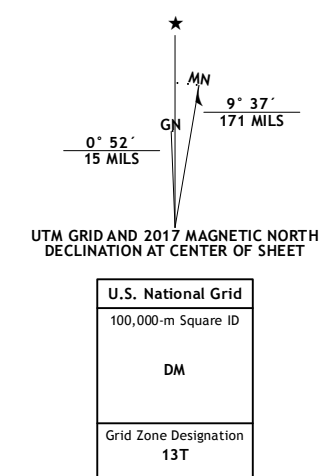 MN
9° 37´
171 MILS
GN
0° 52´
15 MILS
UTM GRID AND 2017 MAGNETIC NORTH
DECLINATION AT CENTER OF SHEET
U.S. National Grid
100,000-m Square ID
DM
Grid Zone Designation
13T